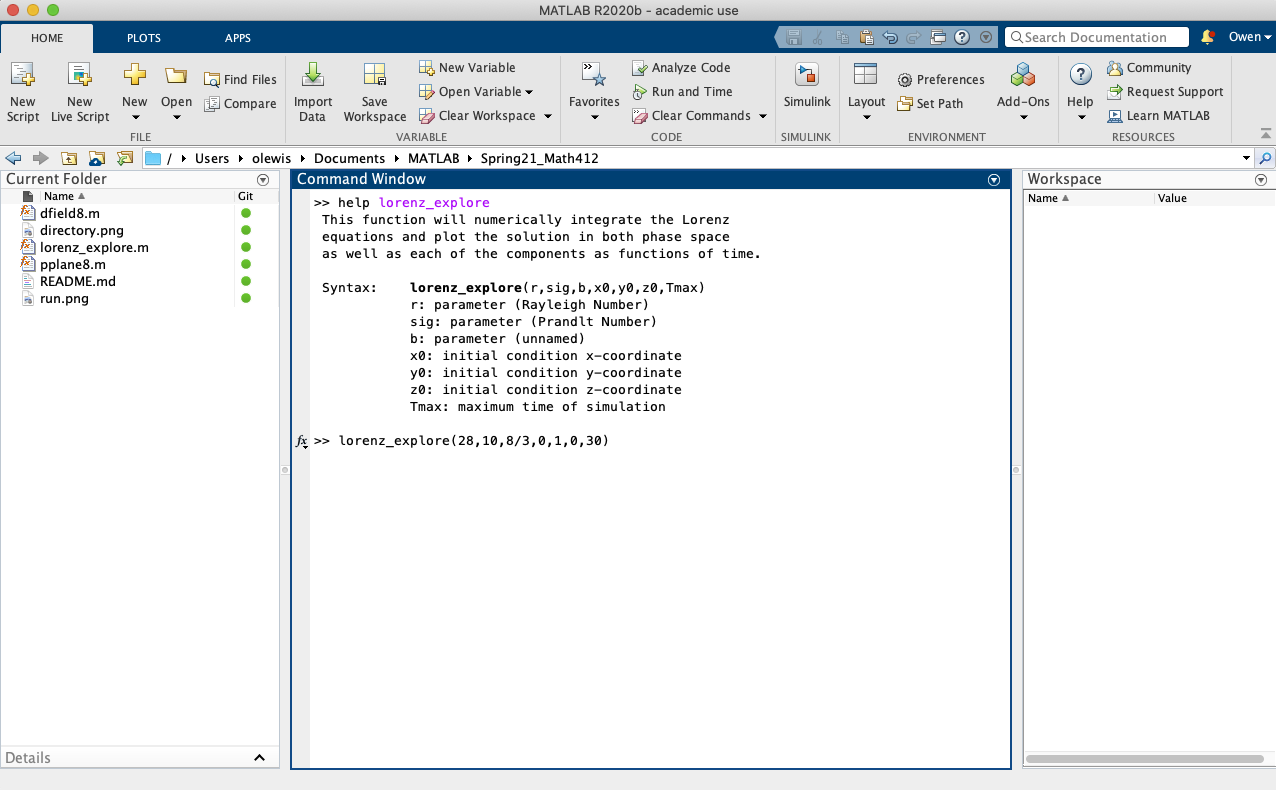 MATLAB R2020b - academic use
HOME PLOTS APPS
Search Documentation
Owen
New Script
New Live Script
New
Open
Find Files
Compare
FILE
Import Data
Save Workspace
New Variable
Open Variable
Clear Workspace
VARIABLE
Favorites
Analyze Code
Run and Time
Clear Commands
CODE
Simulink
SIMULINK
Layout
Preferences
Set Path
Add-Ons
ENVIRONMENT
Help
Community
Request Support
Learn MATLAB
RESOURCES
/ Users olewis Documents MATLAB Spring21_Math412
Current Folder
Name Git
dfield8.m
directory.png
lorenz_explore.m
pplane8.m
README.md
run.png
Details
Command Window
>> help lorenz_explore
This function will numerically integrate the Lorenz
equations and plot the solution in both phase space
as well as each of the components as functions of time.
Syntax: lorenz_explore(r,sig,b,x0,y0,z0,Tmax)
r: parameter (Rayleigh Number)
sig: parameter (Prandlt Number)
b: parameter (unnamed)
x0: initial condition x-coordinate
y0: initial condition y-coordinate
z0: initial condition z-coordinate
Tmax: maximum time of simulation
fx >> lorenz_explore(28,10,8/3,0,1,0,30)
Workspace
Name Value